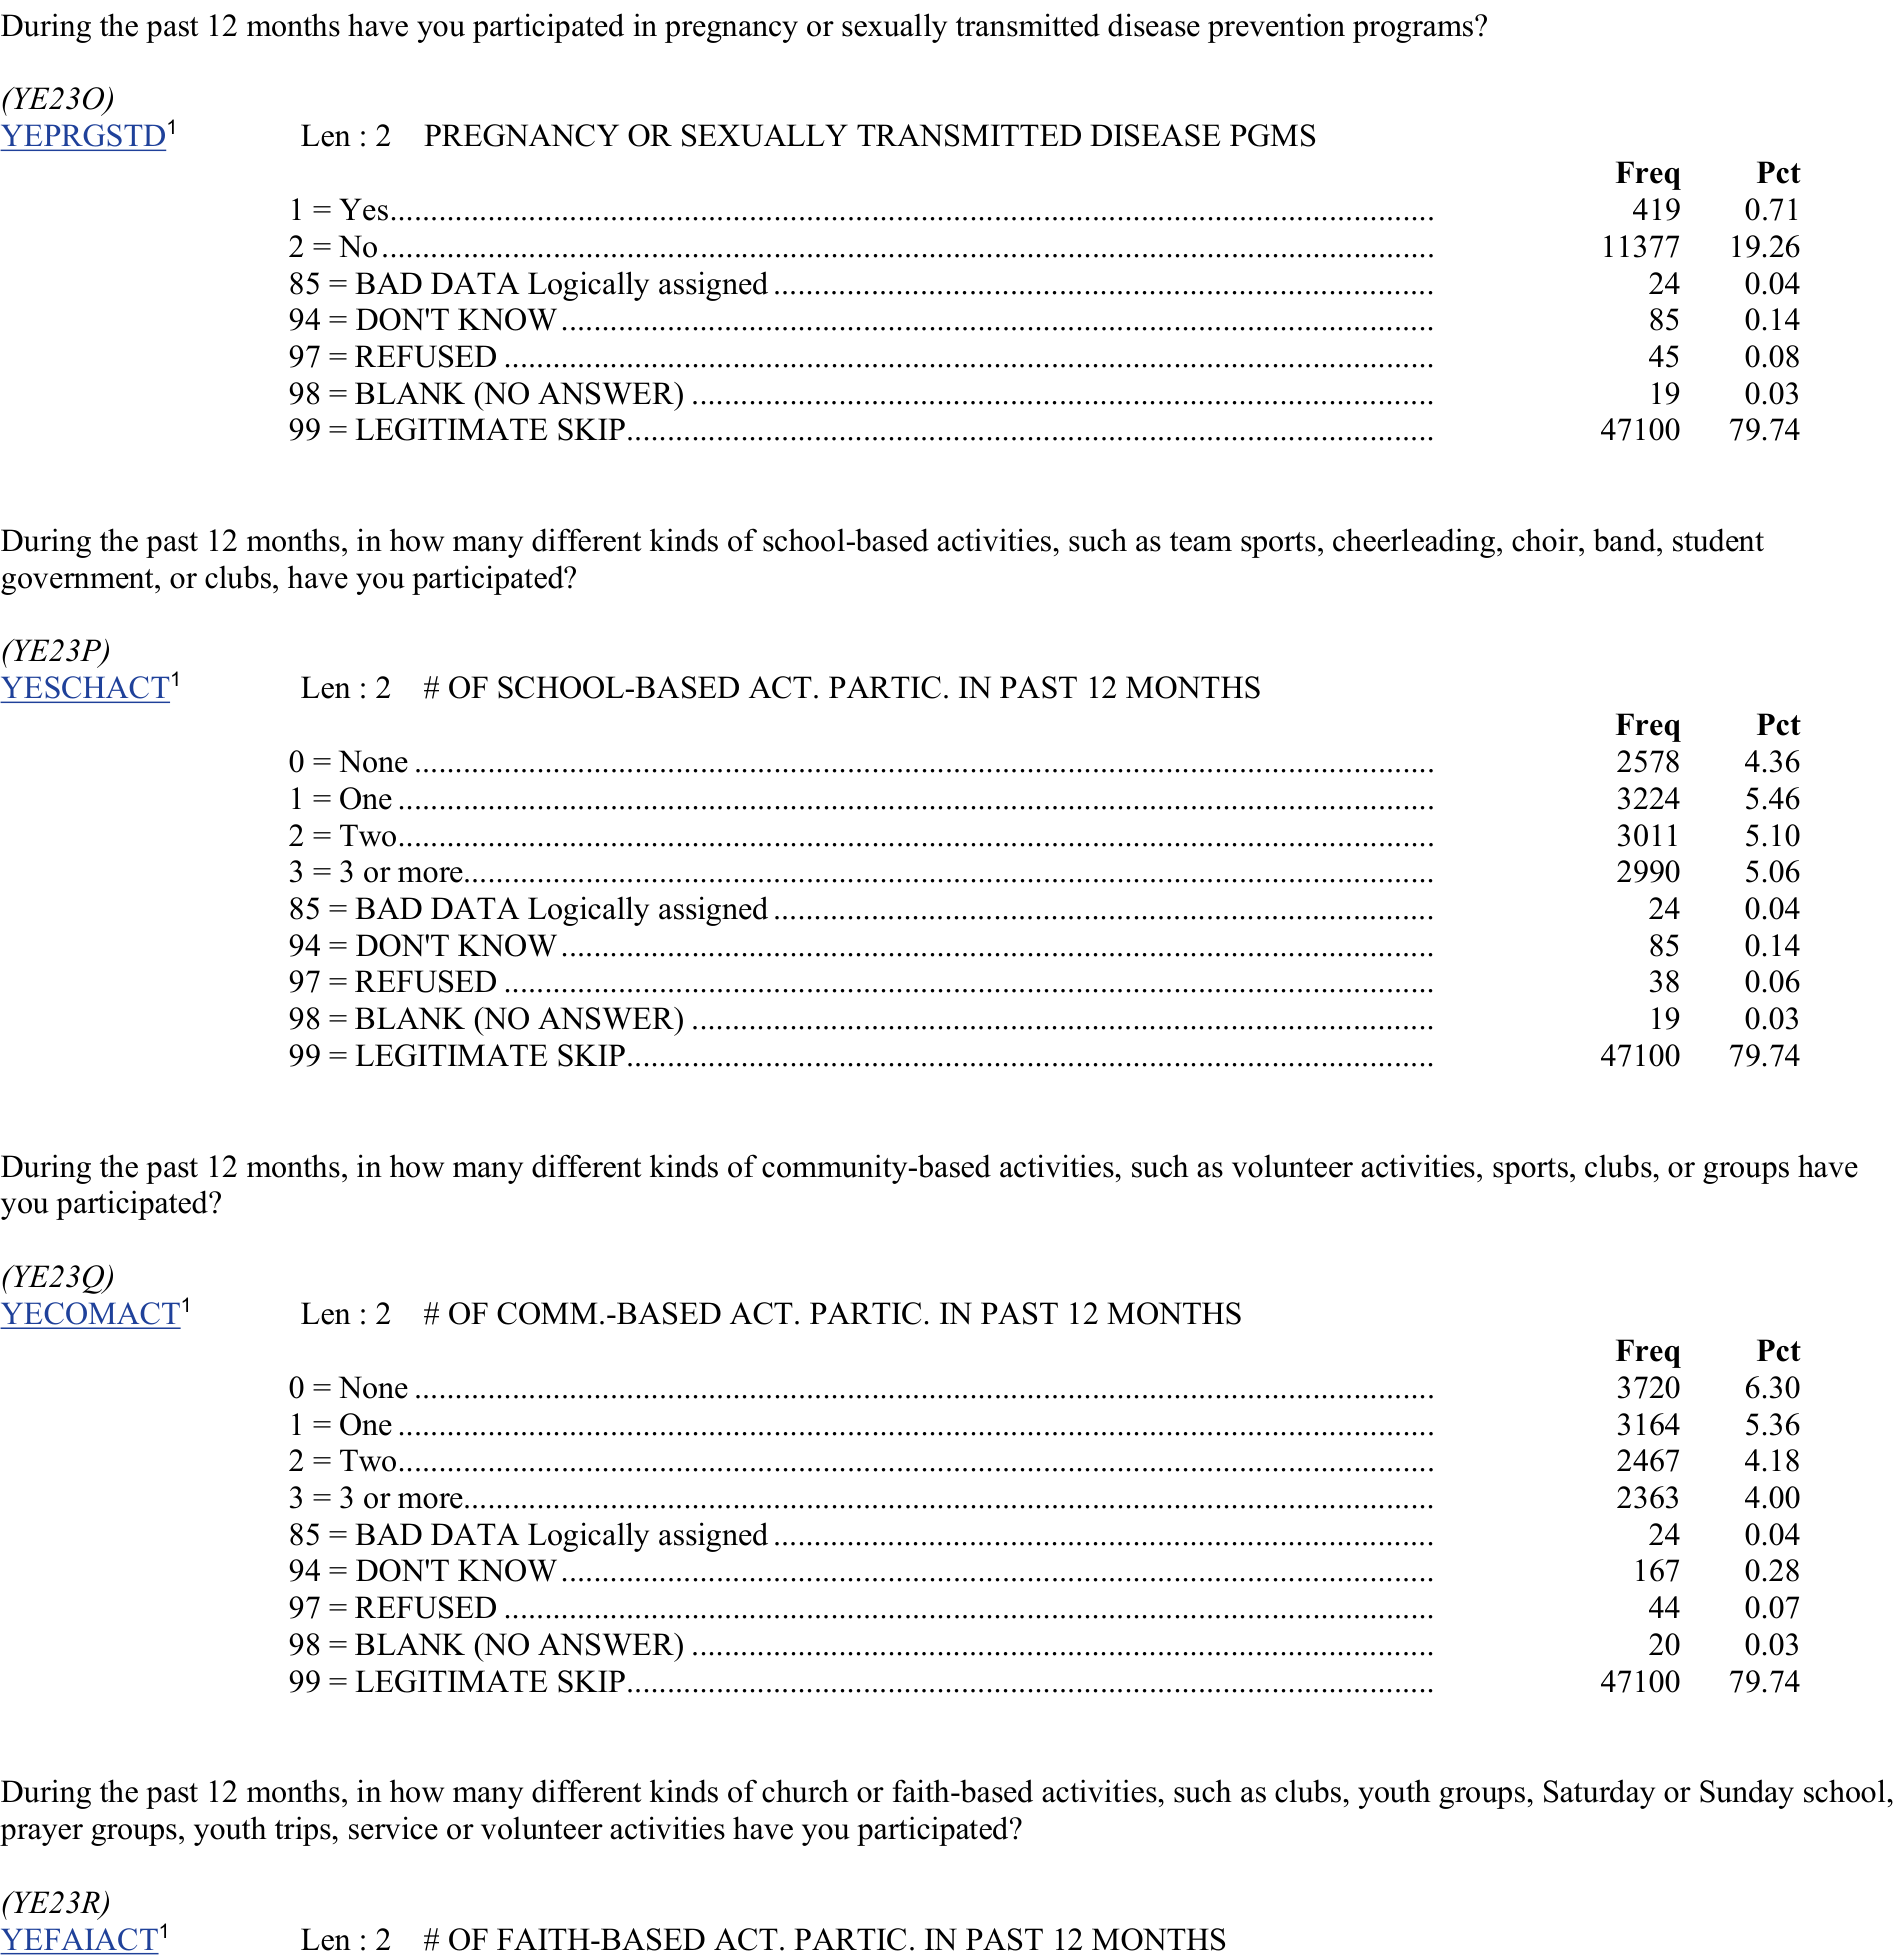 During the past 12 months have you participated in pregnancy or sexually transmitted disease prevention programs?
(YE23O)
YEPRGSTD1 Len : 2 PREGNANCY OR SEXUALLY TRANSMITTED DISEASE PGMS
Freq Pct
1 = Yes 419 0.71
2 = No 11377 19.26
85 = BAD DATA Logically assigned 24 0.04
94 = DON'T KNOW 85 0.14
97 = REFUSED 45 0.08
98 = BLANK (NO ANSWER) 19 0.03
99 = LEGITIMATE SKIP 47100 79.74
During the past 12 months, in how many different kinds of school-based activities, such as team sports, cheerleading, choir, band, student
government, or clubs, have you participated?
(YE23P)
YESCHACT1 Len : 2 # OF SCHOOL-BASED ACT. PARTIC. IN PAST 12 MONTHS
Freq Pct
0 = None 2578 4.36
1 = One 3224 5.46
2 = Two 3011 5.10
3 = 3 or more 2990 5.06
85 = BAD DATA Logically assigned 24 0.04
94 = DON'T KNOW 85 0.14
97 = REFUSED 38 0.06
98 = BLANK (NO ANSWER) 19 0.03
99 = LEGITIMATE SKIP 47100 79.74
During the past 12 months, in how many different kinds of community-based activities, such as volunteer activities, sports, clubs, or groups have
you participated?
(YE23Q)
YECOMACT1 Len : 2 # OF COMM.-BASED ACT. PARTIC. IN PAST 12 MONTHS
Freq Pct
0 = None 3720 6.30
1 = One 3164 5.36
2 = Two 2467 4.18
3 = 3 or more 2363 4.00
85 = BAD DATA Logically assigned 24 0.04
94 = DON'T KNOW 167 0.28
97 = REFUSED 44 0.07
98 = BLANK (NO ANSWER) 20 0.03
99 = LEGITIMATE SKIP 47100 79.74
During the past 12 months, in how many different kinds of church or faith-based activities, such as clubs, youth groups, Saturday or Sunday school,
prayer groups, youth trips, service or volunteer activities have you participated?
(YE23R)
YEFAIACT1 Len : 2 # OF FAITH-BASED ACT. PARTIC. IN PAST 12 MONTHS